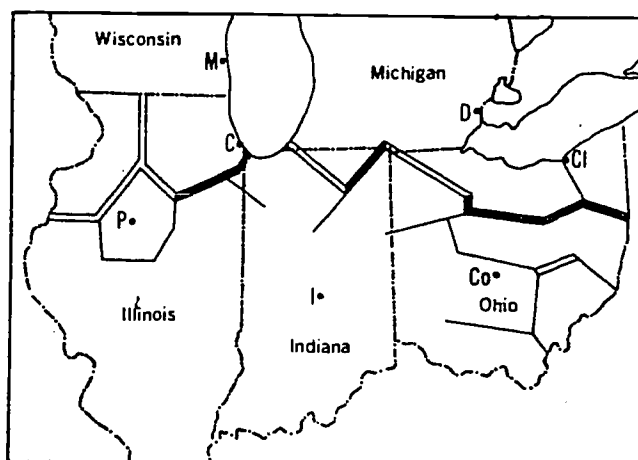 Wisconsin
M
Michigan
D
C
Cl
P
Co
I
Illinois
Ohio
Indiana